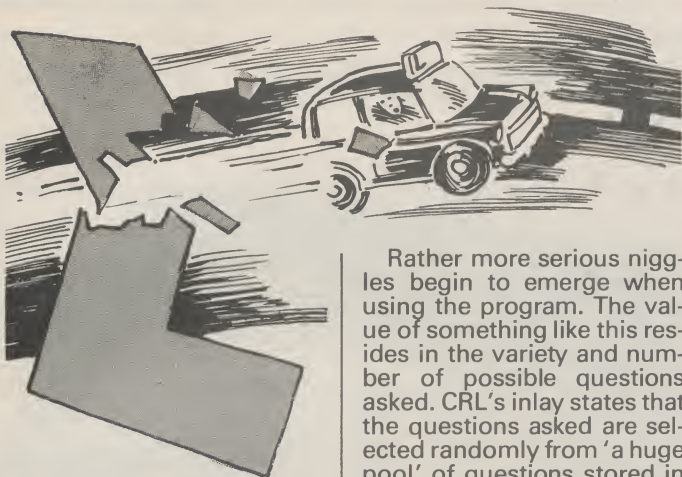 Rather more serious nigg-
les begin to emerge when
using the program. The val-
ue of something like this res-
ides in the variety and num-
ber of possible questions
asked. CRL's inlay states that
the questions asked are sel-
ected randomly from 'a huge
pool' of questions stored in